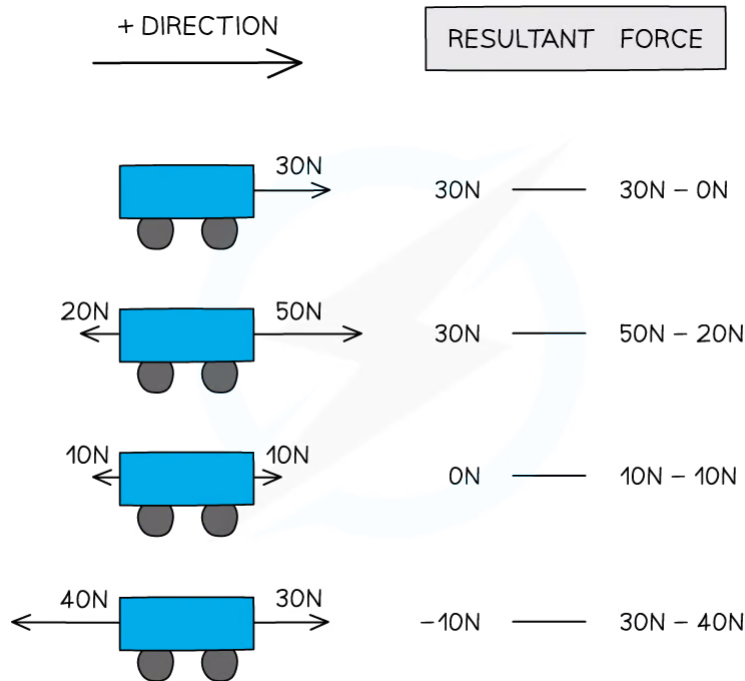 + DIRECTION
RESULTANT FORCE
30N
30N — 30N – 0N
20N 50N
30N — 50N – 20N
10N 10N
0N — 10N – 10N
40N 30N
–10N — 30N – 40N